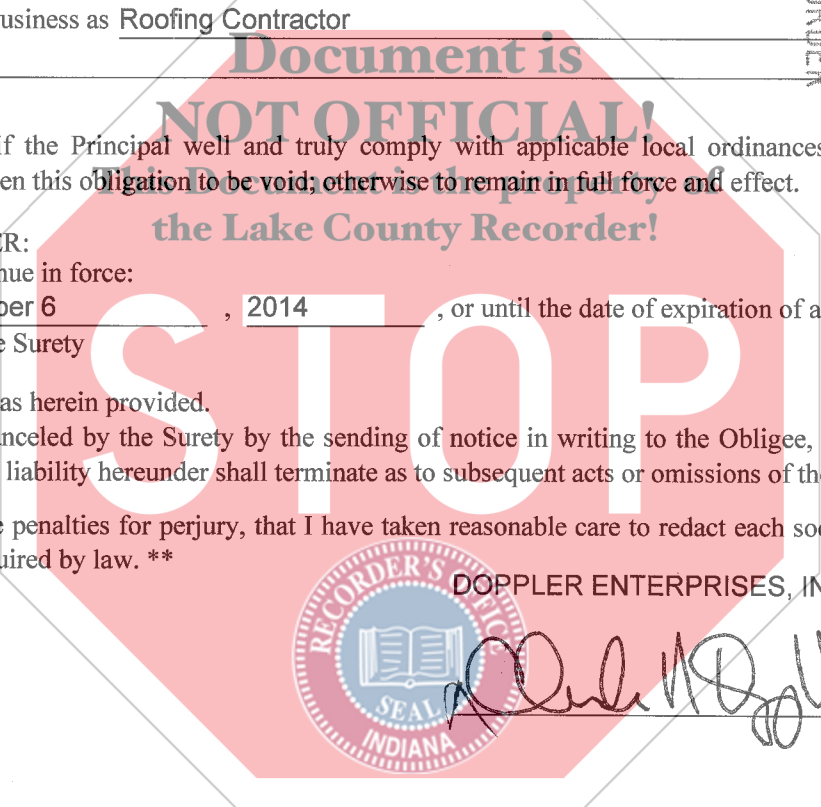 usiness as Roofing Contractor
Document is
NOT OFFICIAL!
If the Principal well and truly comply with applicable local ordinances
en this obligation to be void; otherwise to remain in full force and effect.
This Document is the property of
the Lake County Recorder!
ER:
nue in force:
ber 6 , 2014 , or until the date of expiration of a
e Surety
STOP
as herein provided.
nceled by the Surety by the sending of notice in writing to the Obligee,
liability hereunder shall terminate as to subsequent acts or omissions of th
e penalties for perjury, that I have taken reasonable care to redact each soc
uired by law. **
DOPPLER ENTERPRISES, IN
RECORDER'S OFFICE
SEAL
INDIANA